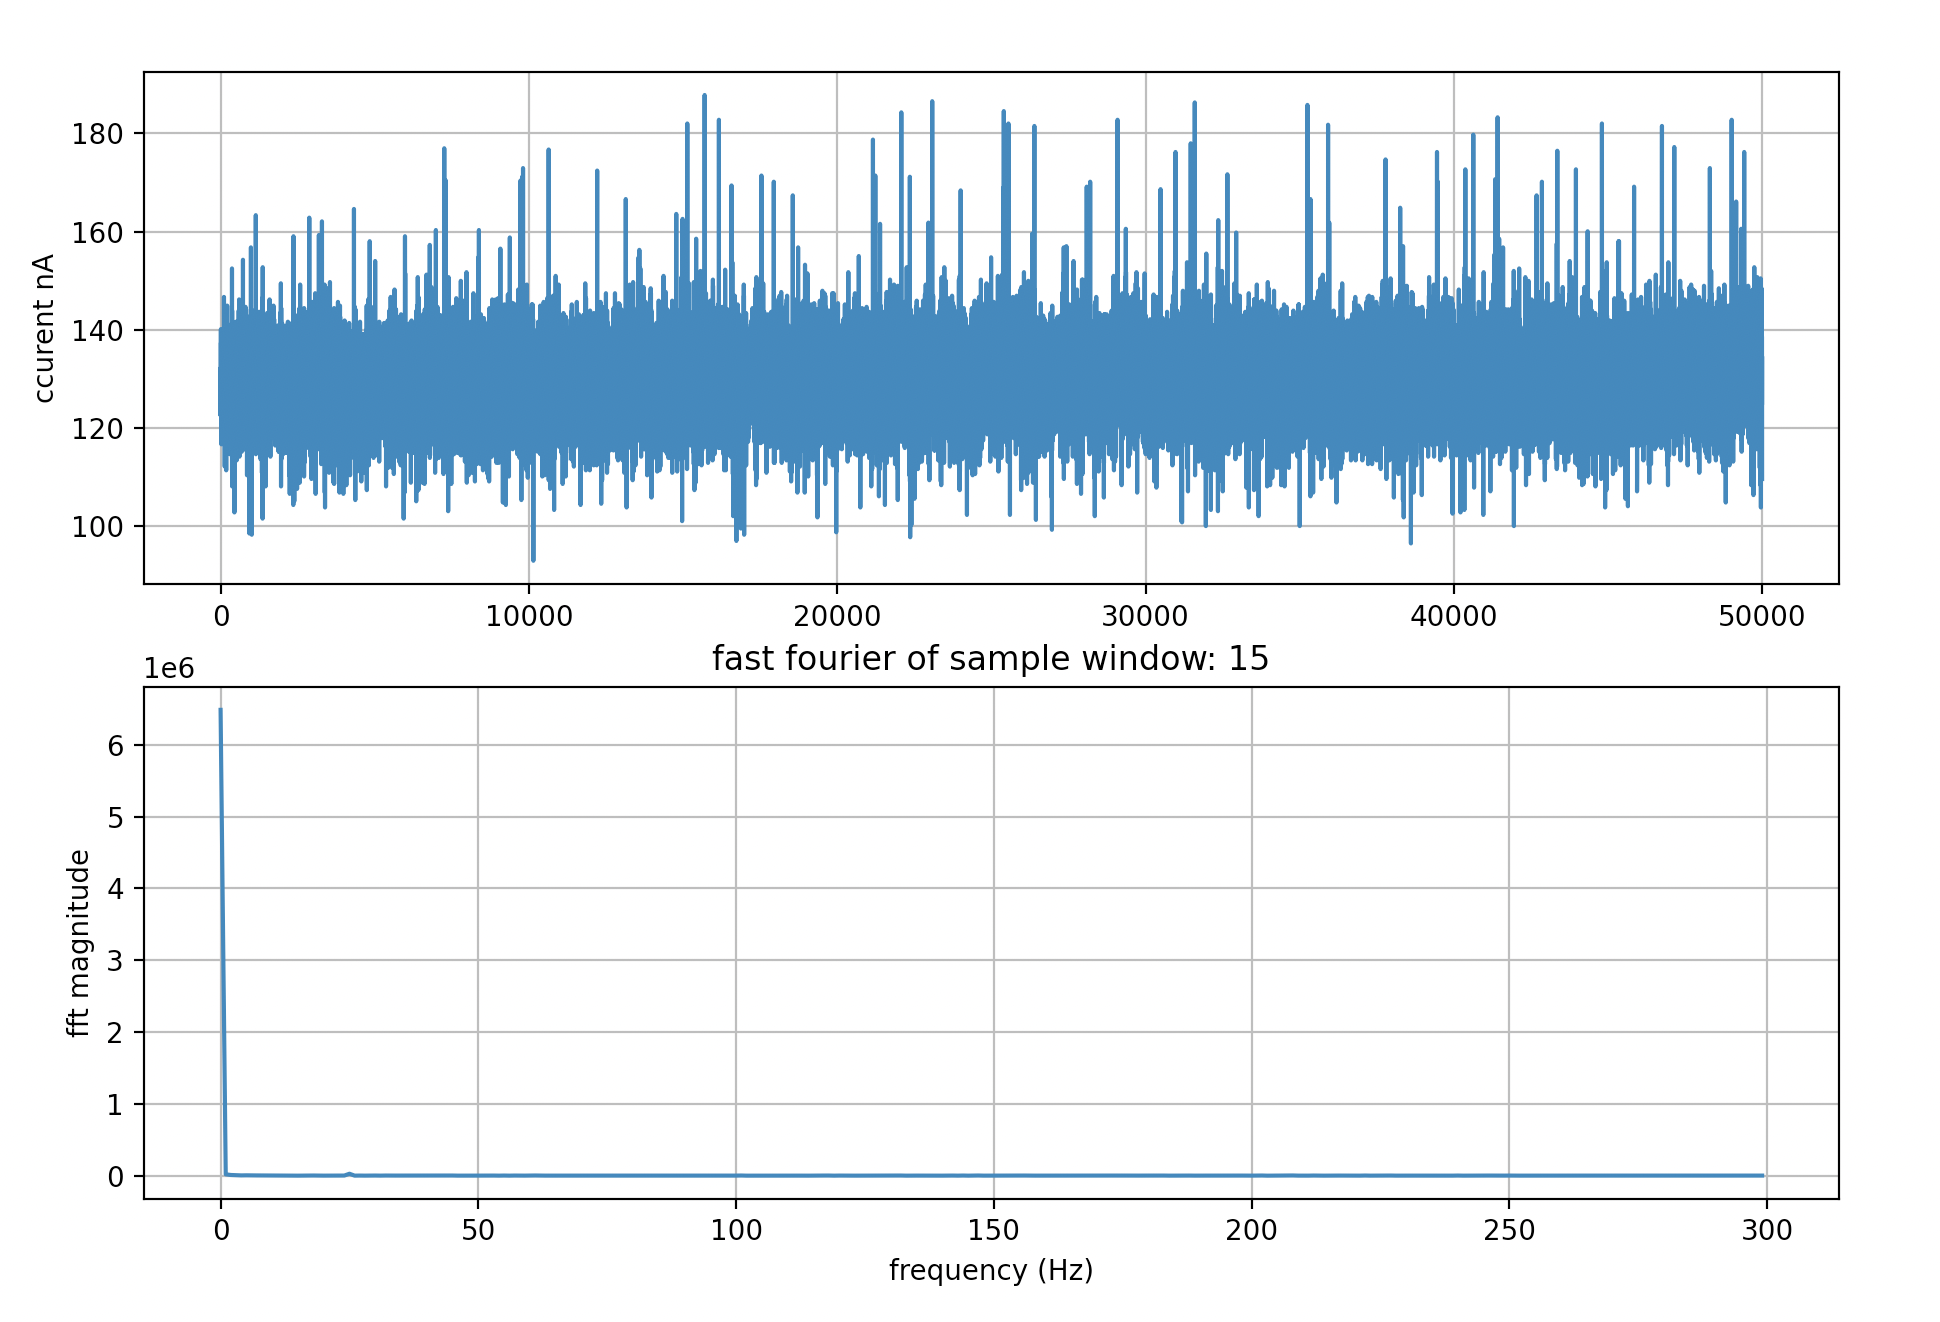 180
160
140
120
100
ccurent nA
0 10000 20000 30000 40000 50000
fast fourier of sample window: 15
1e6
6
5
4
3
2
1
0
fft magnitude
0 50 100 150 200 250 300
frequency (Hz)